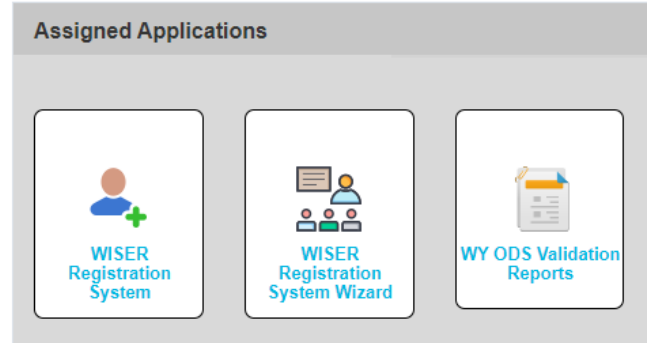 Assigned Applications
WISER
Registration
System
WISER
Registration
System Wizard
WY ODS Validation
Reports